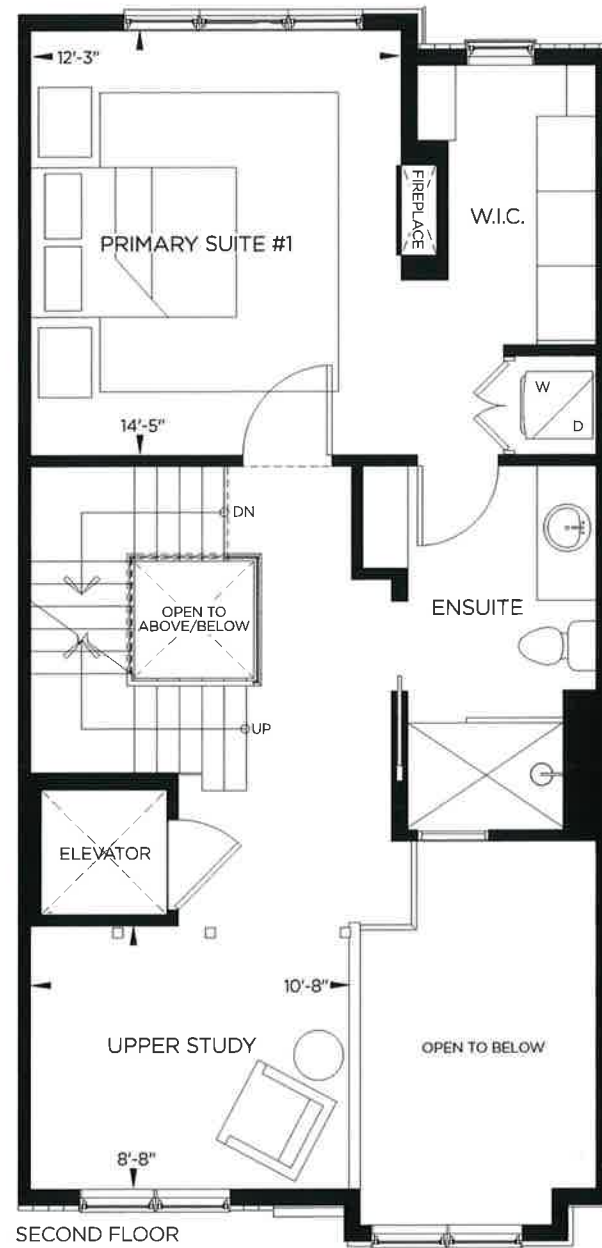 12'-3"
FIREPLACE
W.I.C.
PRIMARY SUITE #1
W
D
14'-5"
DN
OPEN TO
ABOVE/BELOW
ENSUITE
UP
ELEVATOR
10'-8"
UPPER STUDY
OPEN TO BELOW
8'-8"
SECOND FLOOR